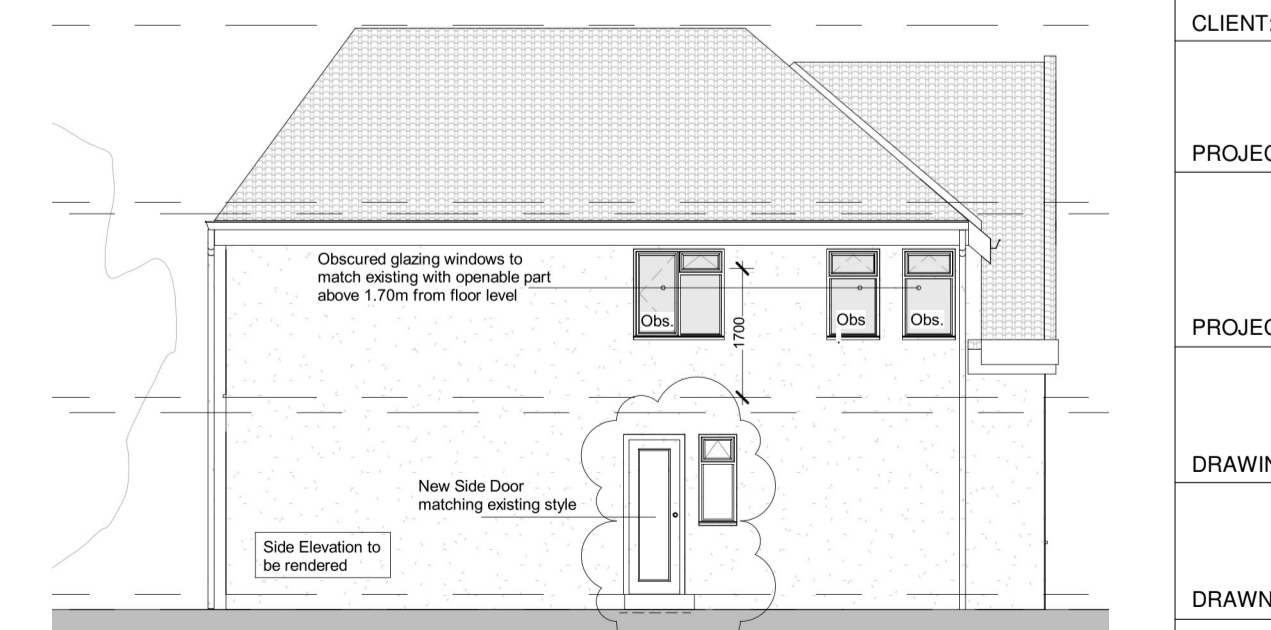 Obscured glazing windows to
match existing with openable part
above 1.70m from floor level
Obs.
Obs
.
Obs.
1700
New Side Door
matching existing style
Side Elevation to
be rendered
CLIENT:
PROJEC
PROJEC
DRAWIN
DRAWN